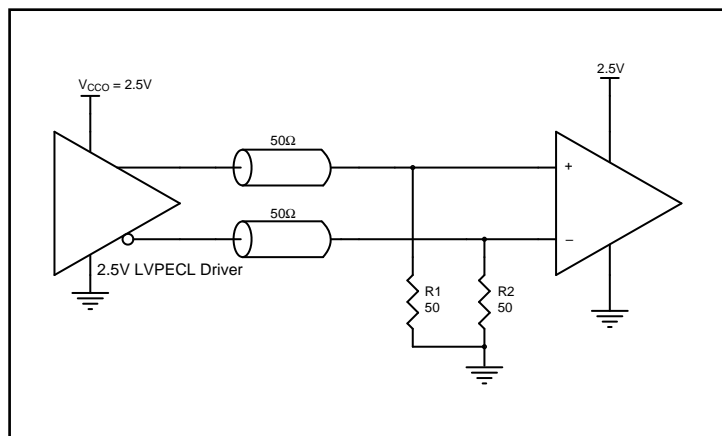 V_CCO = 2.5V
2.5V
50Ω
50Ω
+
−
2.5V LVPECL Driver
R1
50
R2
50